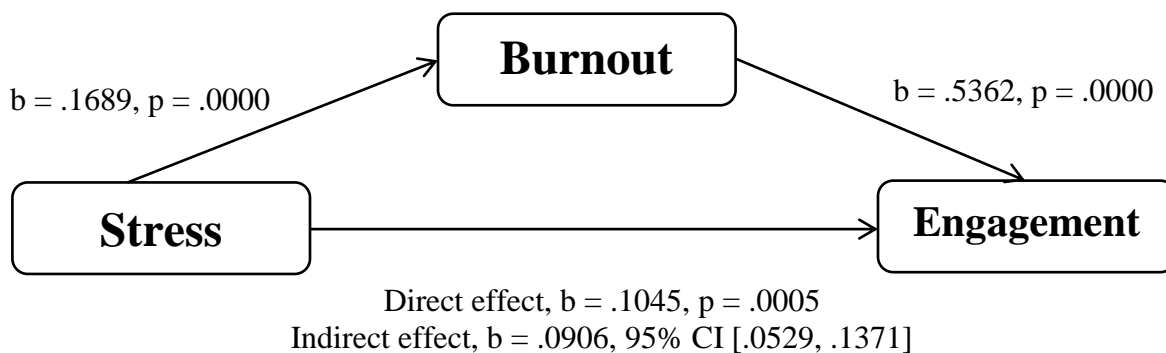 Burnout
b = .1689, p = .0000
b = .5362, p = .0000
Stress
Engagement
Direct effect, b = .1045, p = .0005
Indirect effect, b = .0906, 95% CI [.0529, .1371]